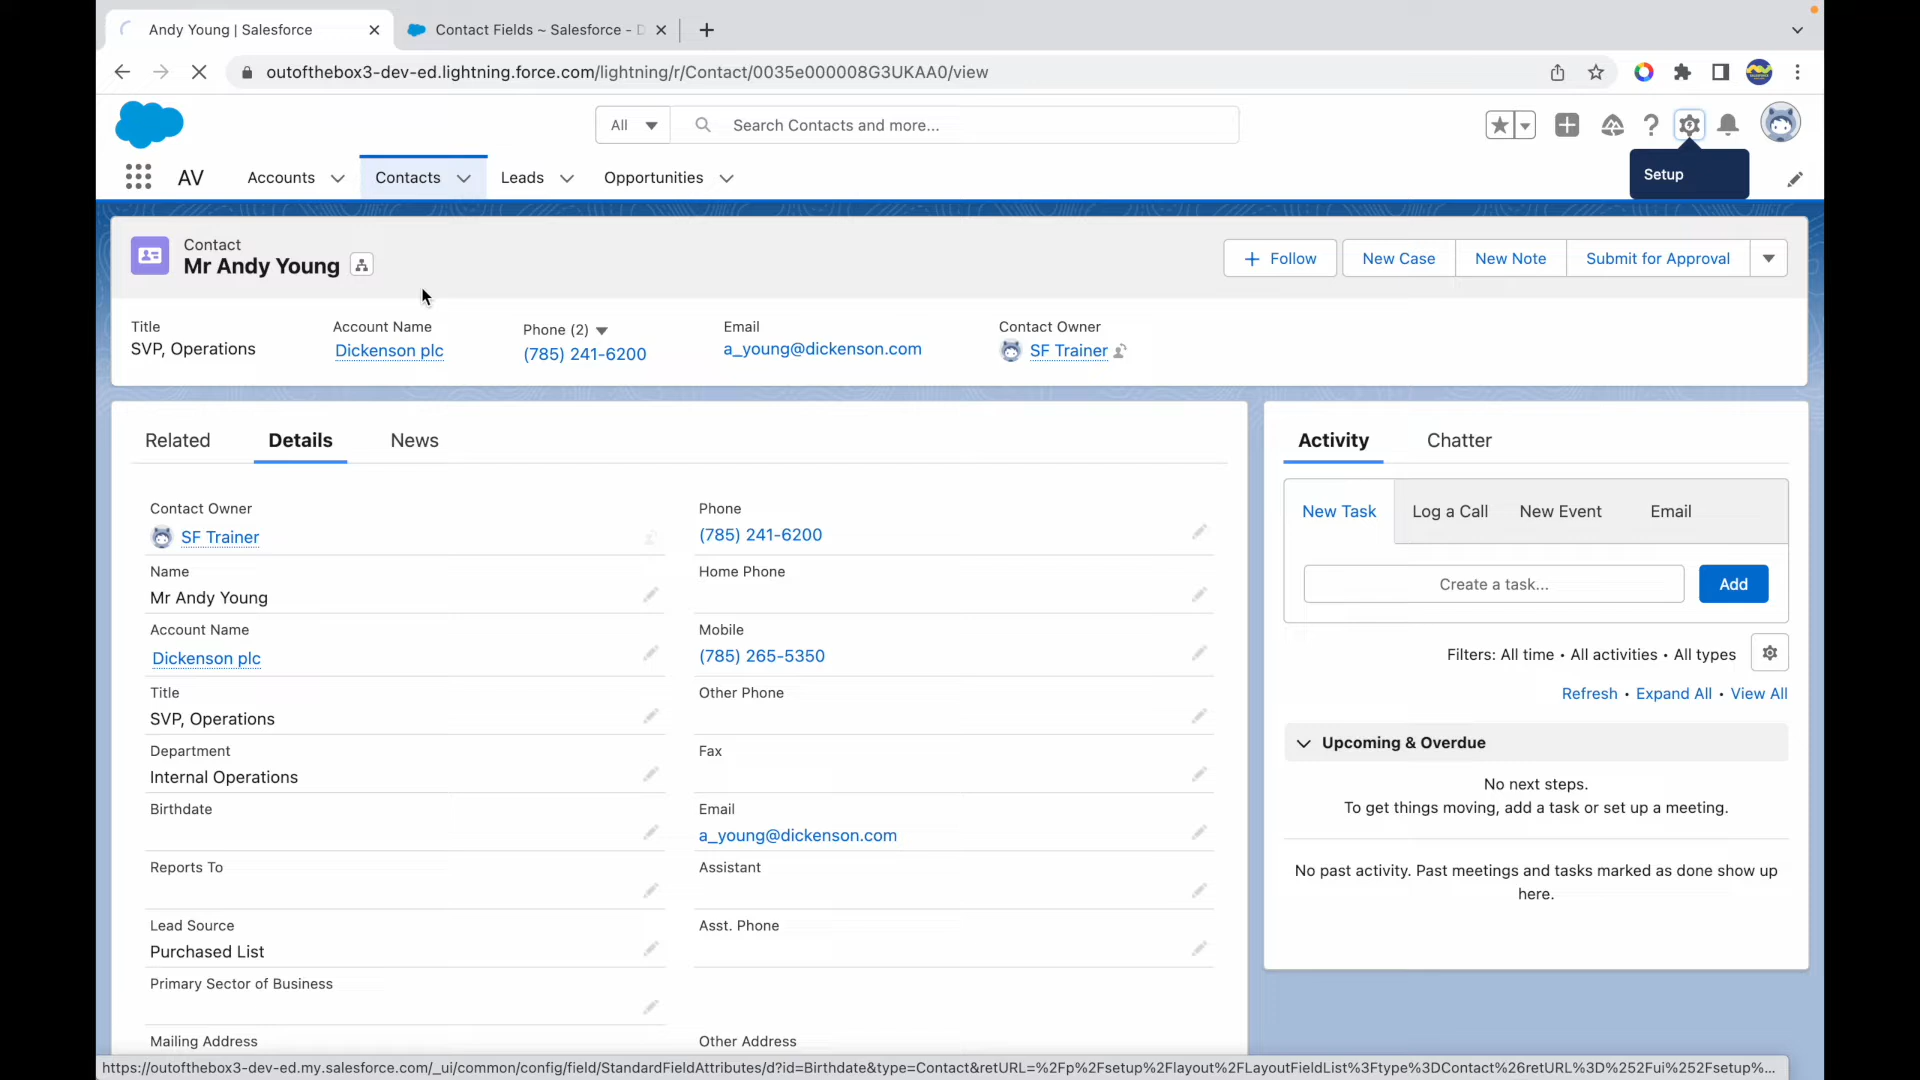 Andy Young | Salesforce
Contact Fields ~ Salesforce - D
outofthebox3-dev-ed.lightning.force.com/lightning/r/Contact/0035e000008G3UKAA0/view
All
Search Contacts and more...
Setup
AV
Accounts
Contacts
Leads
Opportunities
Contact
Mr Andy Young
Follow
New Case
New Note
Submit for Approval
Title
SVP, Operations
Account Name
Dickenson plc
Phone (2)
(785) 241-6200
Email
a_young@dickenson.com
Contact Owner
SF Trainer
Related
Details
News
Contact Owner
SF Trainer
Name
Mr Andy Young
Account Name
Dickenson plc
Title
SVP, Operations
Department
Internal Operations
Birthdate
Reports To
Lead Source
Purchased List
Primary Sector of Business
Mailing Address
Phone
(785) 241-6200
Home Phone
Mobile
(785) 265-5350
Other Phone
Fax
Email
a_young@dickenson.com
Assistant
Asst. Phone
Other Address
Activity
Chatter
New Task
Log a Call
New Event
Email
Create a task...
Add
Filters: All time • All activities • All types
Refresh • Expand All • View All
Upcoming & Overdue
No next steps.
To get things moving, add a task or set up a meeting.
No past activity. Past meetings and tasks marked as done show up
here.
https://outofthebox3-dev-ed.my.salesforce.com/_ui/common/config/field/StandardFieldAttributes/d?id=Birthdate&type=Contact&retURL=%2Fp%2Fsetup%2Flayout%2FLayoutFieldList%3Ftype%3DContact%26retURL%3D%252Fui%252Fsetup%...